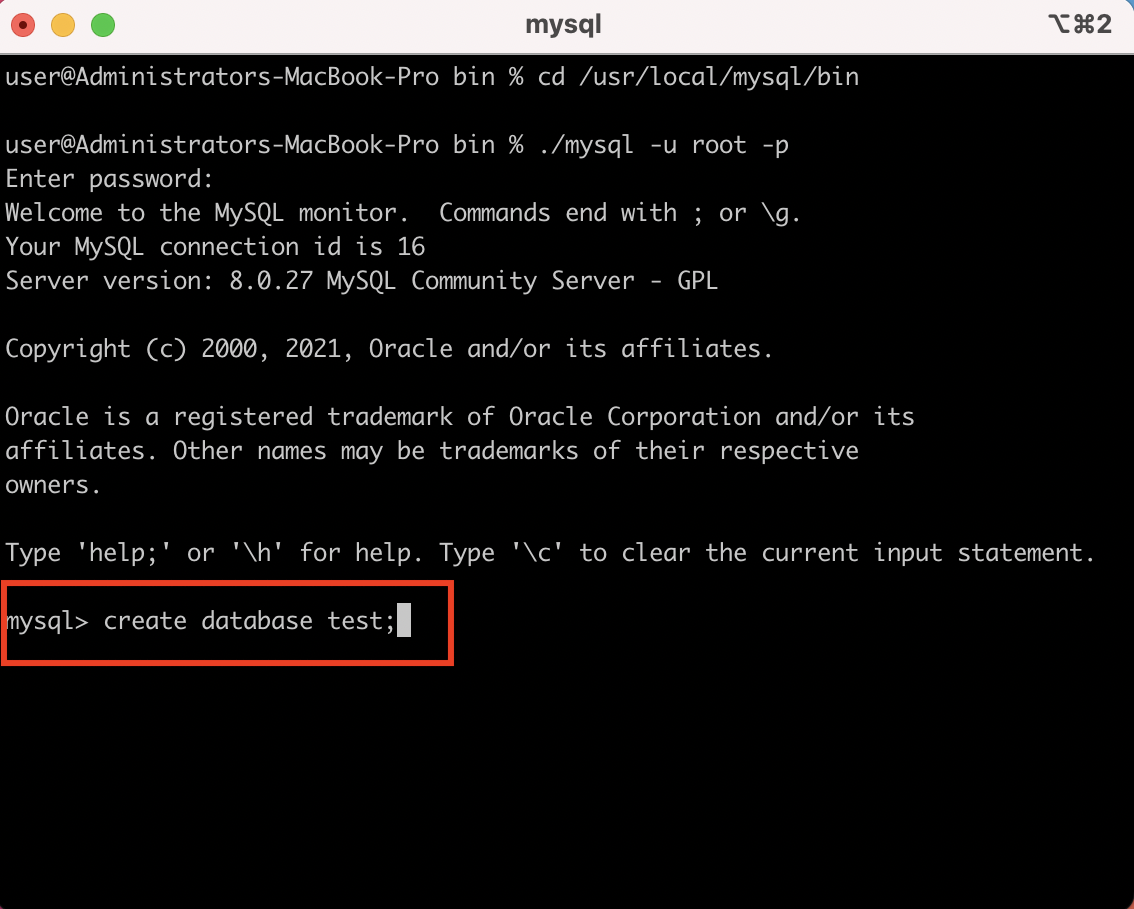 mysql
⌥⌘2
user@Administrators-MacBook-Pro bin % cd /usr/local/mysql/bin
user@Administrators-MacBook-Pro bin % ./mysql -u root -p
Enter password:
Welcome to the MySQL monitor.  Commands end with ; or \g.
Your MySQL connection id is 16
Server version: 8.0.27 MySQL Community Server - GPL
Copyright (c) 2000, 2021, Oracle and/or its affiliates.
Oracle is a registered trademark of Oracle Corporation and/or its
affiliates. Other names may be trademarks of their respective
owners.
Type 'help;' or '\h' for help. Type '\c' to clear the current input statement.
mysql> create database test;